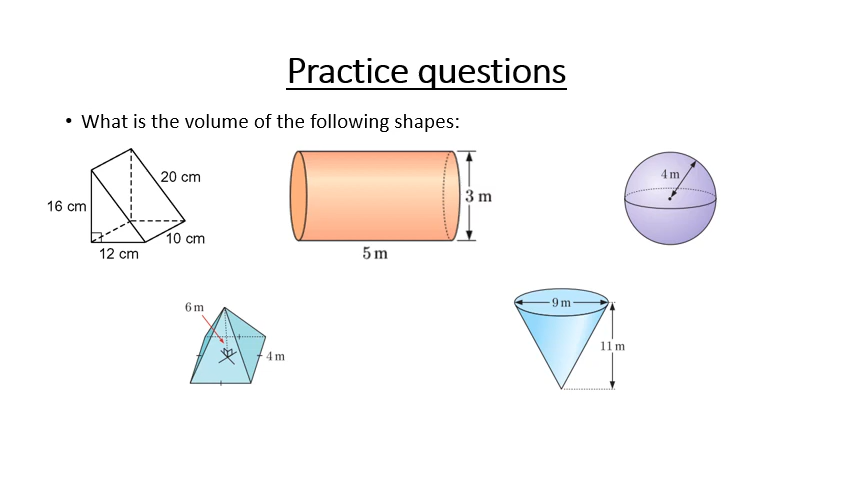 Practice questions
• What is the volume of the following shapes:
20 cm
16 cm
10 cm
12 cm
3 m
5 m
4 m
6 m
4 m
9 m
11 m